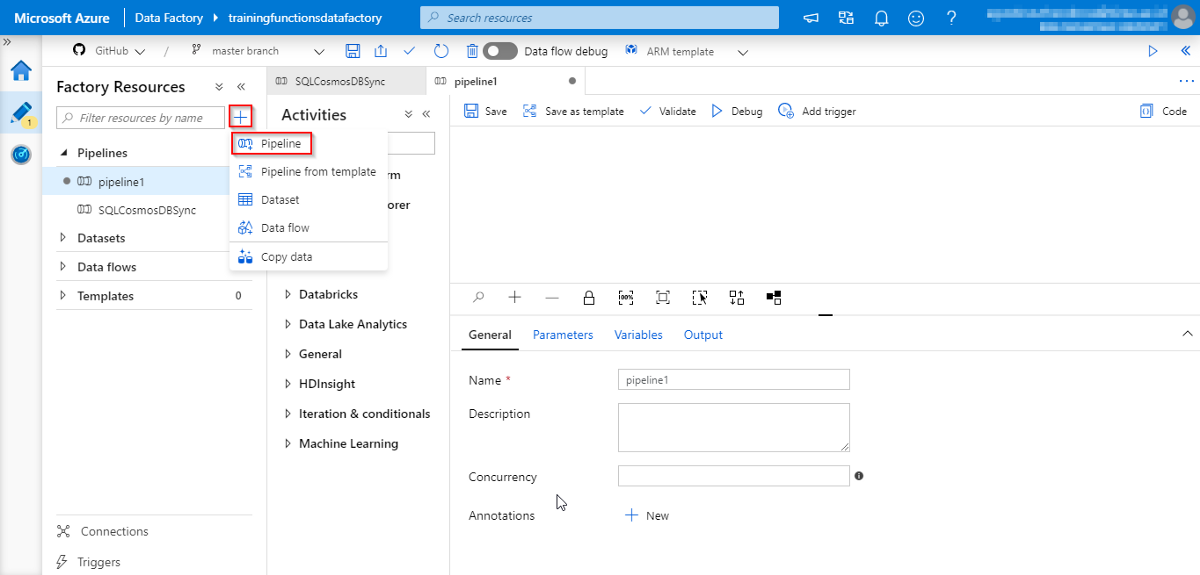 Microsoft Azure Data Factory trainingfunctionsdatafactory Search resources ?
GitHub / master branch Data flow debug ARM template
Factory Resources
Filter resources by name
Pipelines
pipeline1
SQLCosmosDBSync
Datasets
Data flows
Templates 0
Connections
Triggers
1
Pipeline
Pipeline from template
Dataset
Data flow
Copy data
SQLCosmosDBSync pipeline1
Activities
rm
orer
Databricks
Data Lake Analytics
General
HDInsight
Iteration & conditionals
Machine Learning
Save Save as template Validate Debug Add trigger Code
100%
General Parameters Variables Output
Name * pipeline1
Description
Concurrency
Annotations New